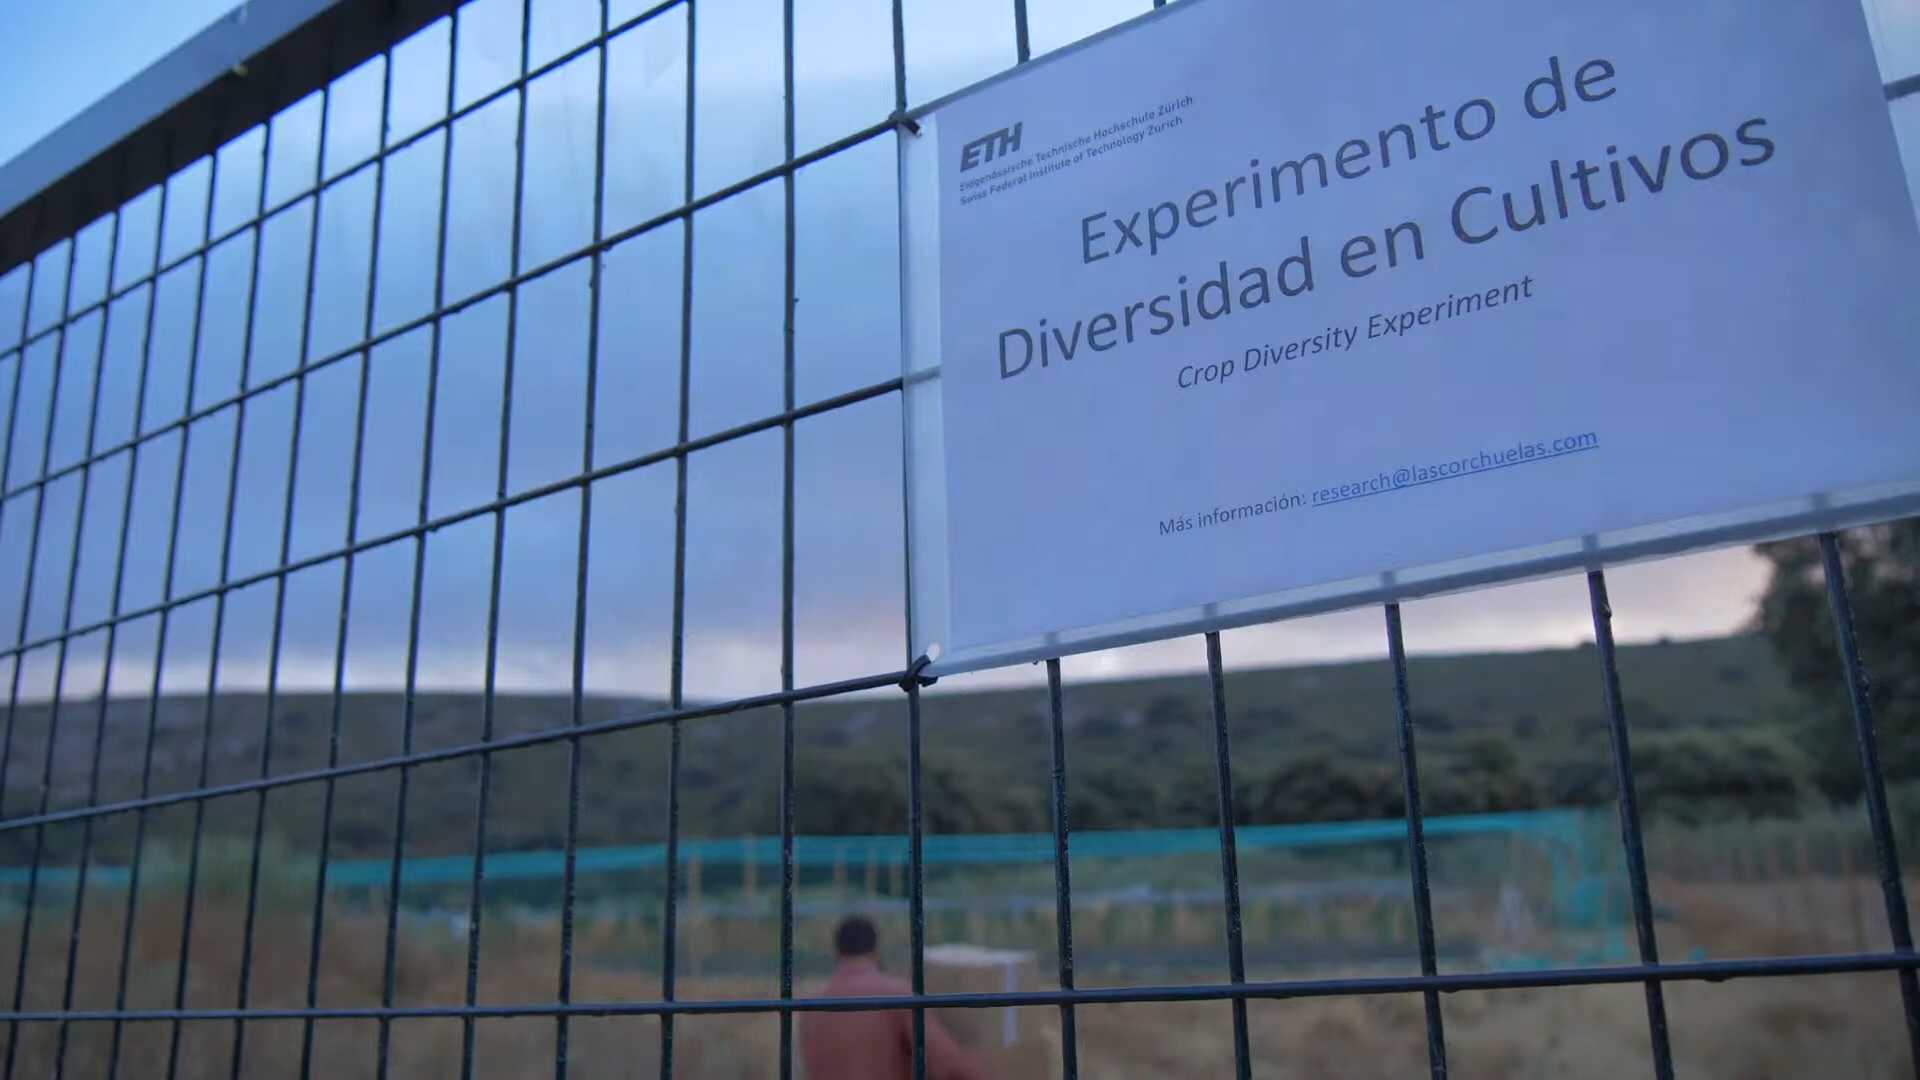 ETH
Eidgenössische Technische Hochschule Zürich
Swiss Federal Institute of Technology Zurich
Experimento de
Diversidad en Cultivos
Crop Diversity Experiment
Más información: research@lascorchuelas.com